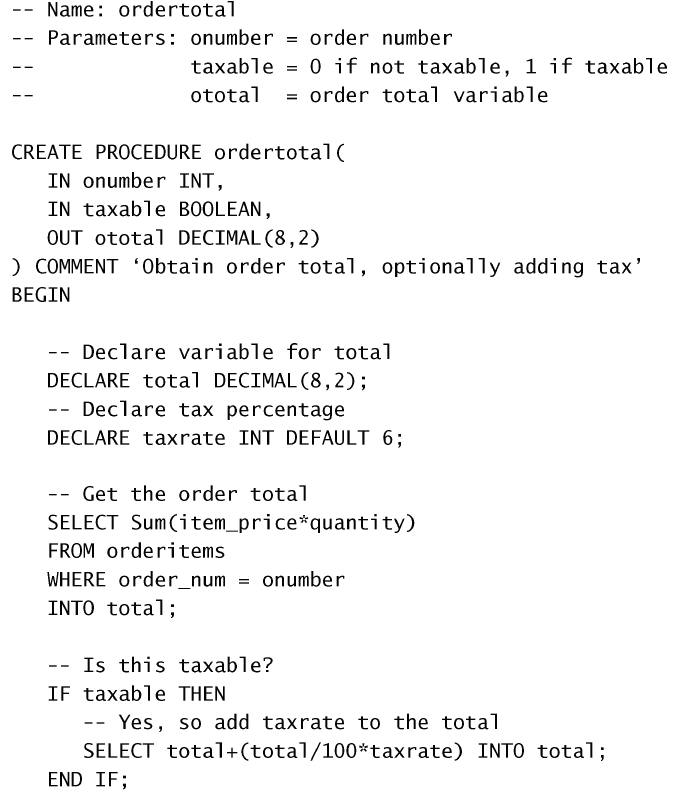 -- Name: ordertotal
-- Parameters: onumber = order number
--             taxable = 0 if not taxable, 1 if taxable
--             ototal  = order total variable

CREATE PROCEDURE ordertotal(
   IN onumber INT,
   IN taxable BOOLEAN,
   OUT ototal DECIMAL(8,2)
) COMMENT ‘Obtain order total, optionally adding tax’
BEGIN

   -- Declare variable for total
   DECLARE total DECIMAL(8,2);
   -- Declare tax percentage
   DECLARE taxrate INT DEFAULT 6;

   -- Get the order total
   SELECT Sum(item_price*quantity)
   FROM orderitems
   WHERE order_num = onumber
   INTO total;

   -- Is this taxable?
   IF taxable THEN
      -- Yes, so add taxrate to the total
      SELECT total+(total/100*taxrate) INTO total;
   END IF;